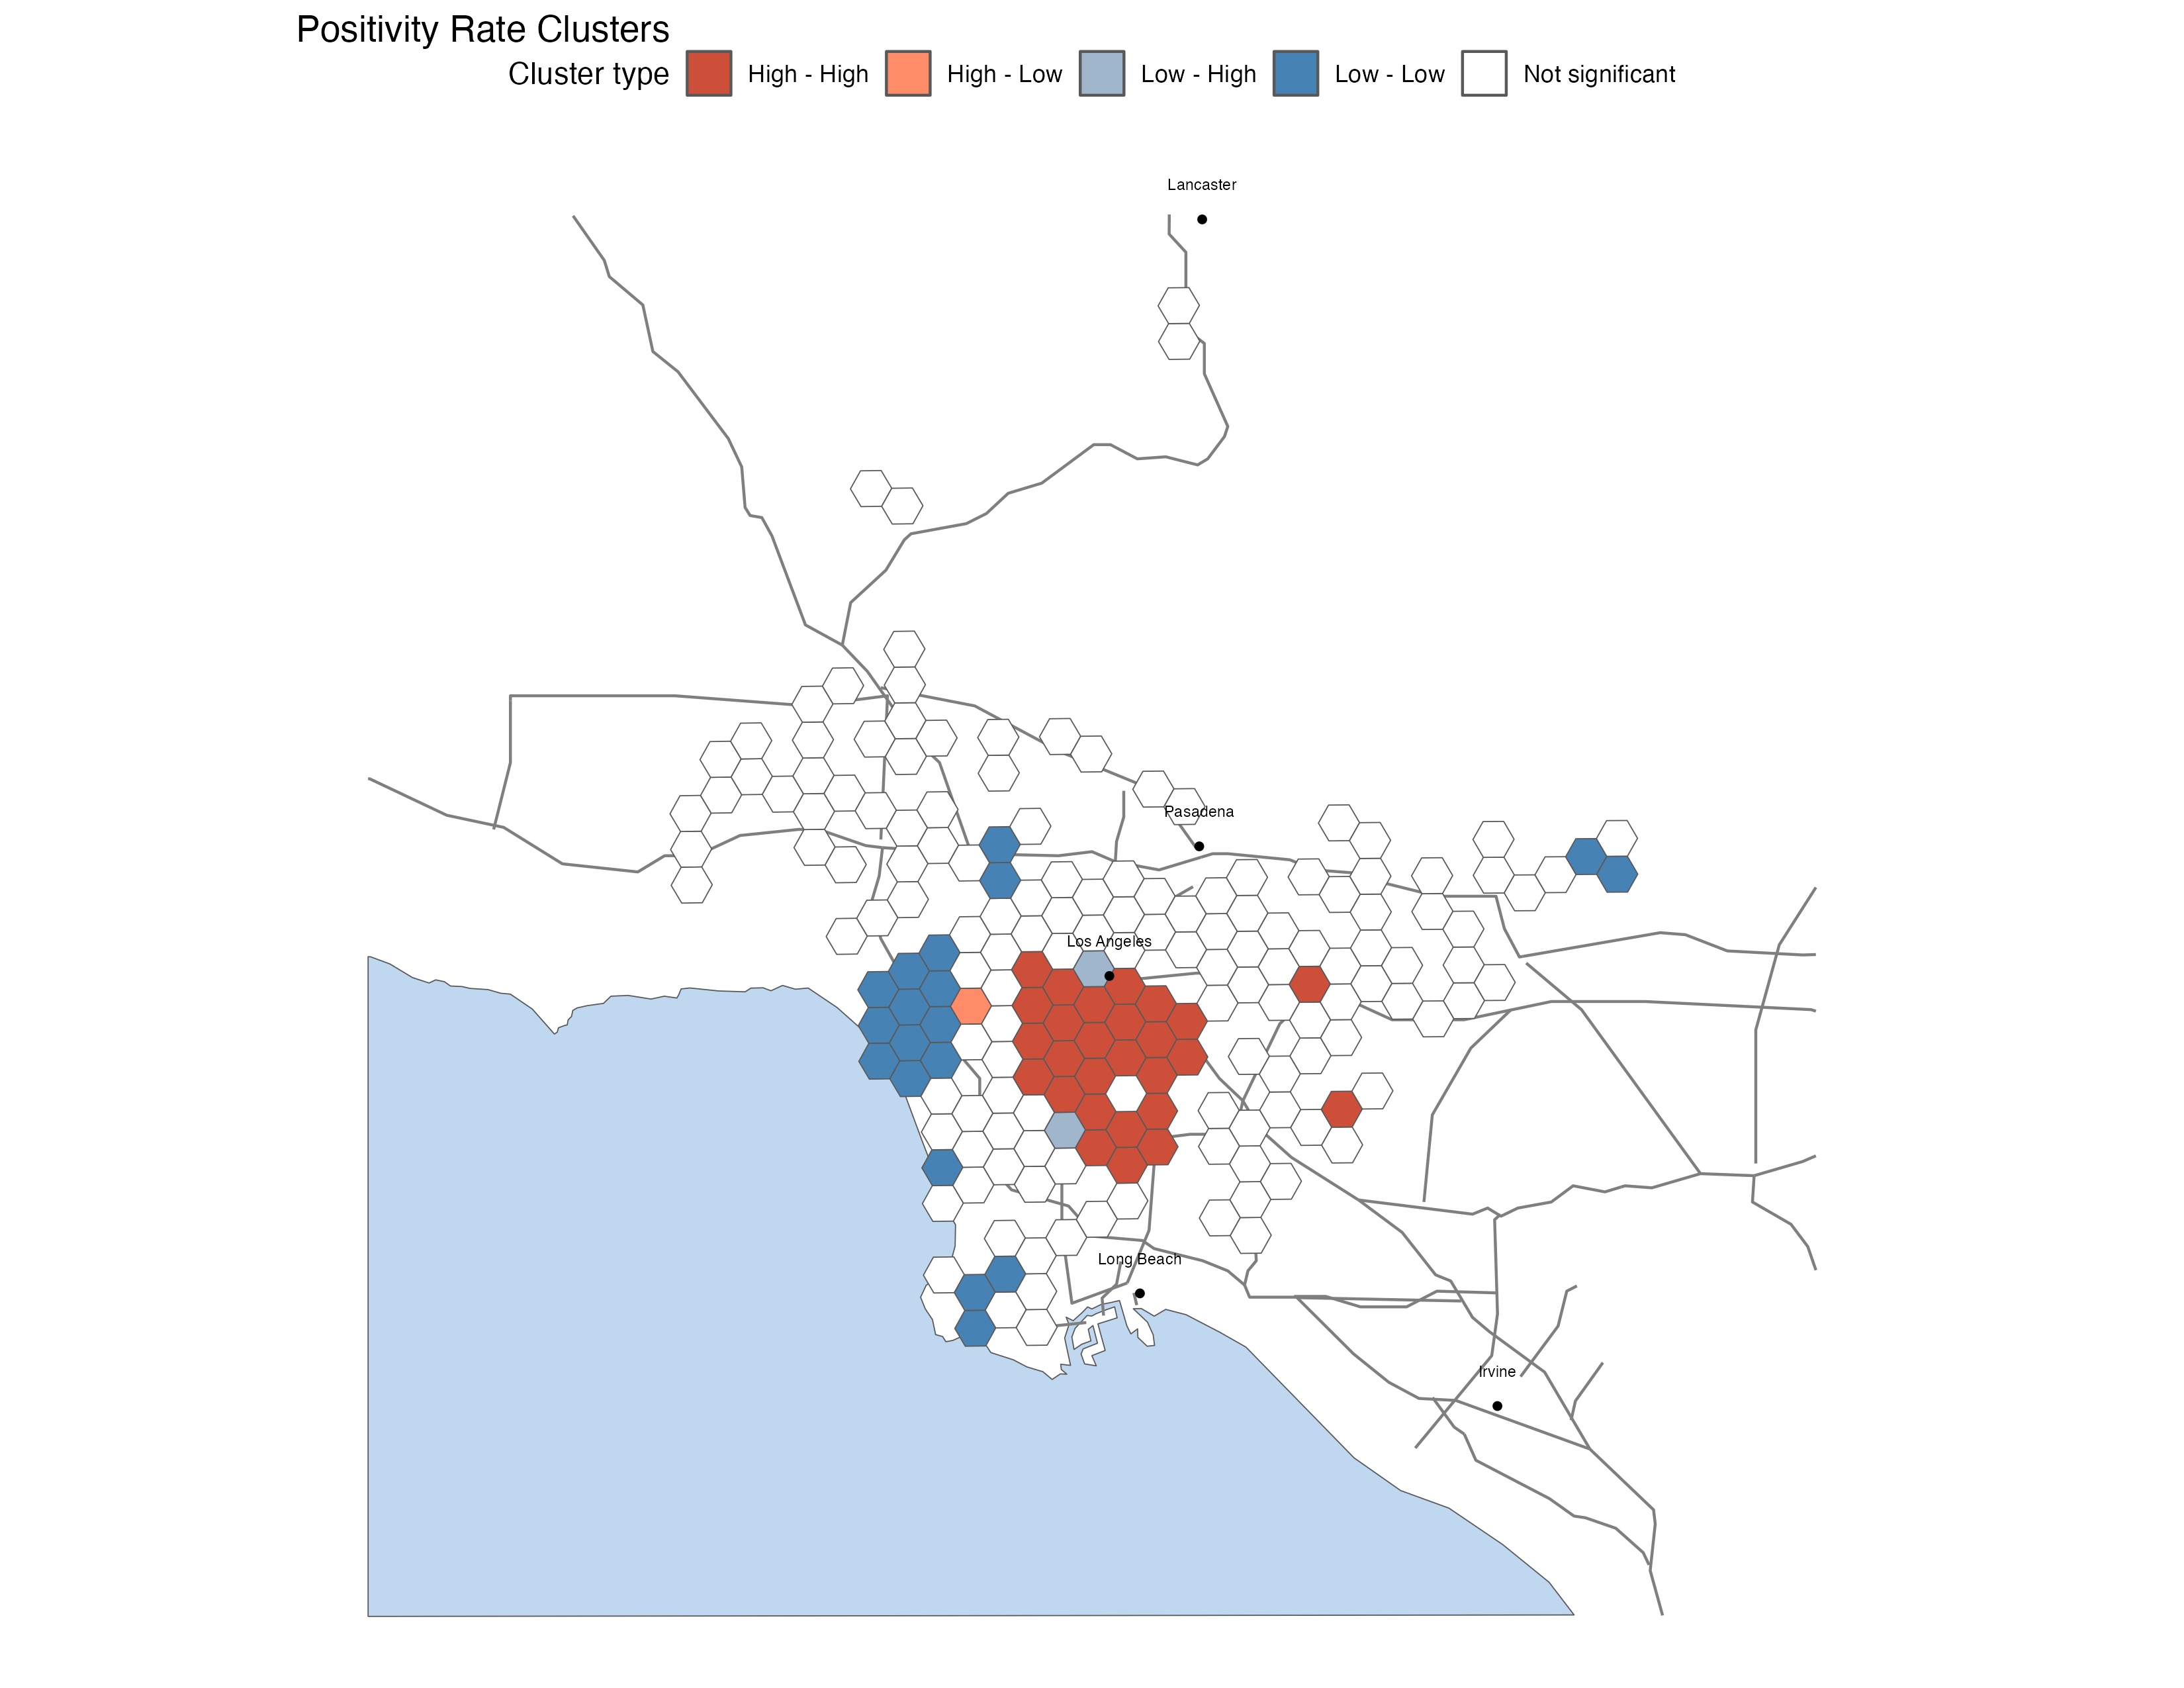 Positivity Rate Clusters
Cluster type High - High High - Low Low - High Low - Low Not significant
Lancaster
Pasadena
Los Angeles
Long Beach
Irvine